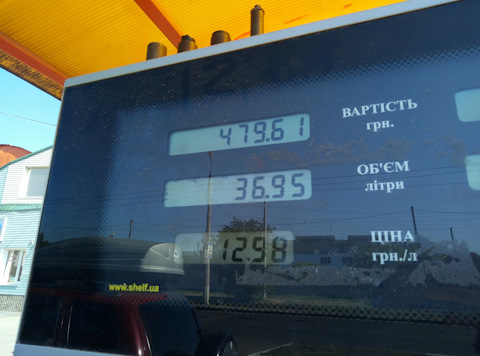 479.61
ВАРТІСТЬ
грн.
36.95
ОБ'ЄМ
літри
12.98
ЦІНА
грн./л
www.shelf.ua